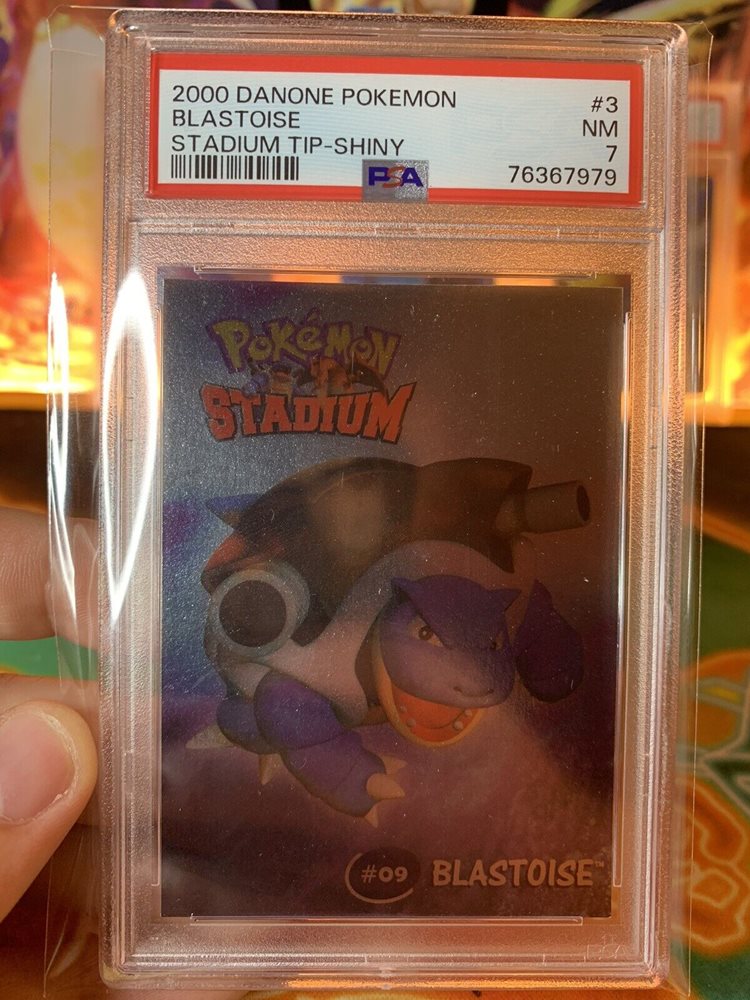 2000 DANONE POKEMON #3
BLASTOISE NM
STADIUM TIP-SHINY 7
PSA 76367979
POKéMON
STADIUM
#09 BLASTOISE™